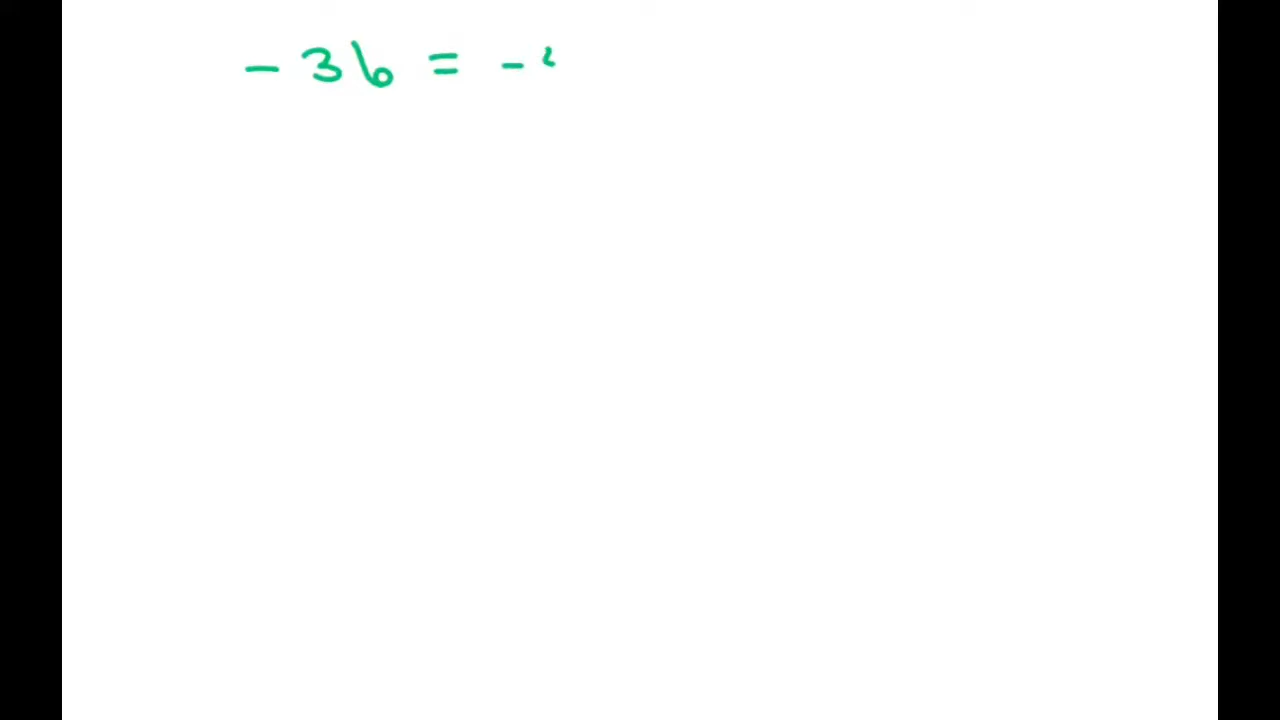 - 36 = -